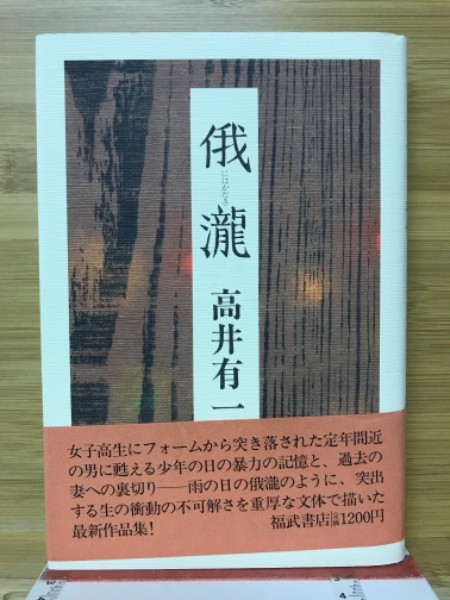 俄瀧
にはかだき
高井有一
女子高生にフォームから突き落された定年間近
の男に甦える少年の日の暴力の記憶と、過去の
妻への裏切り──雨の日の俄瀧のように、突出
する生の衝動の不可解さを重厚な文体で描いた
最新作品集! 福武書店 定価1200円